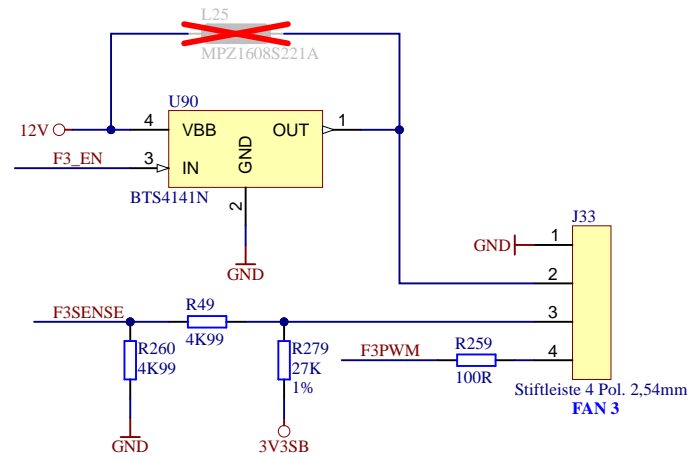 L25
MPZ1608S221A
U90
12V
4
VBB
OUT
1
GND
F3_EN
3
IN
BTS4141N
2
GND
J33
GND
1
2
F3SENSE
R49
4K99
3
R260
4K99
R279
27K
1%
F3PWM
R259
100R
4
Stiftleiste 4 Pol. 2,54mm
FAN 3
GND
3V3SB